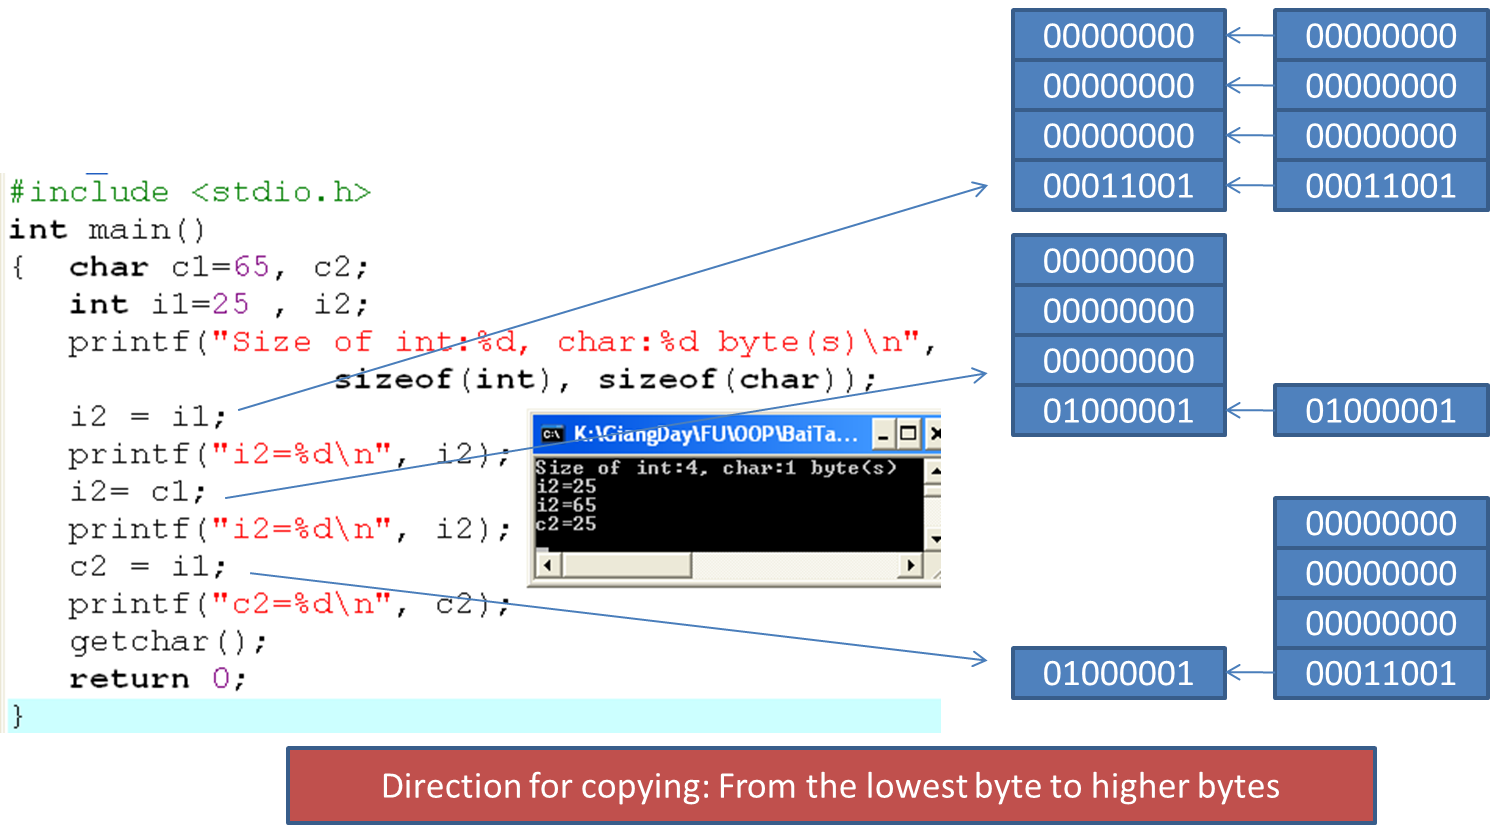 #include <stdio.h>
int main()
{ char c1=65, c2;
int i1=25 , i2;
printf("Size of int:%d, char:%d byte(s)\n",
sizeof(int), sizeof(char));
i2 = i1;
printf("i2=%d\n", i2);
i2= c1;
printf("i2=%d\n", i2);
c2 = i1;
printf("c2=%d\n", c2);
getchar();
return 0;
}
K:\GiangDay\FU\OOP\BaiTa...
Size of int:4, char:1 byte(s)
i2=25
i2=65
c2=25
00000000 00000000
00000000 00000000
00000000 00000000
00011001 00011001
00000000
00000000
00000000
01000001 01000001
00000000
00000000
00000000
01000001 00011001
Direction for copying: From the lowest byte to higher bytes